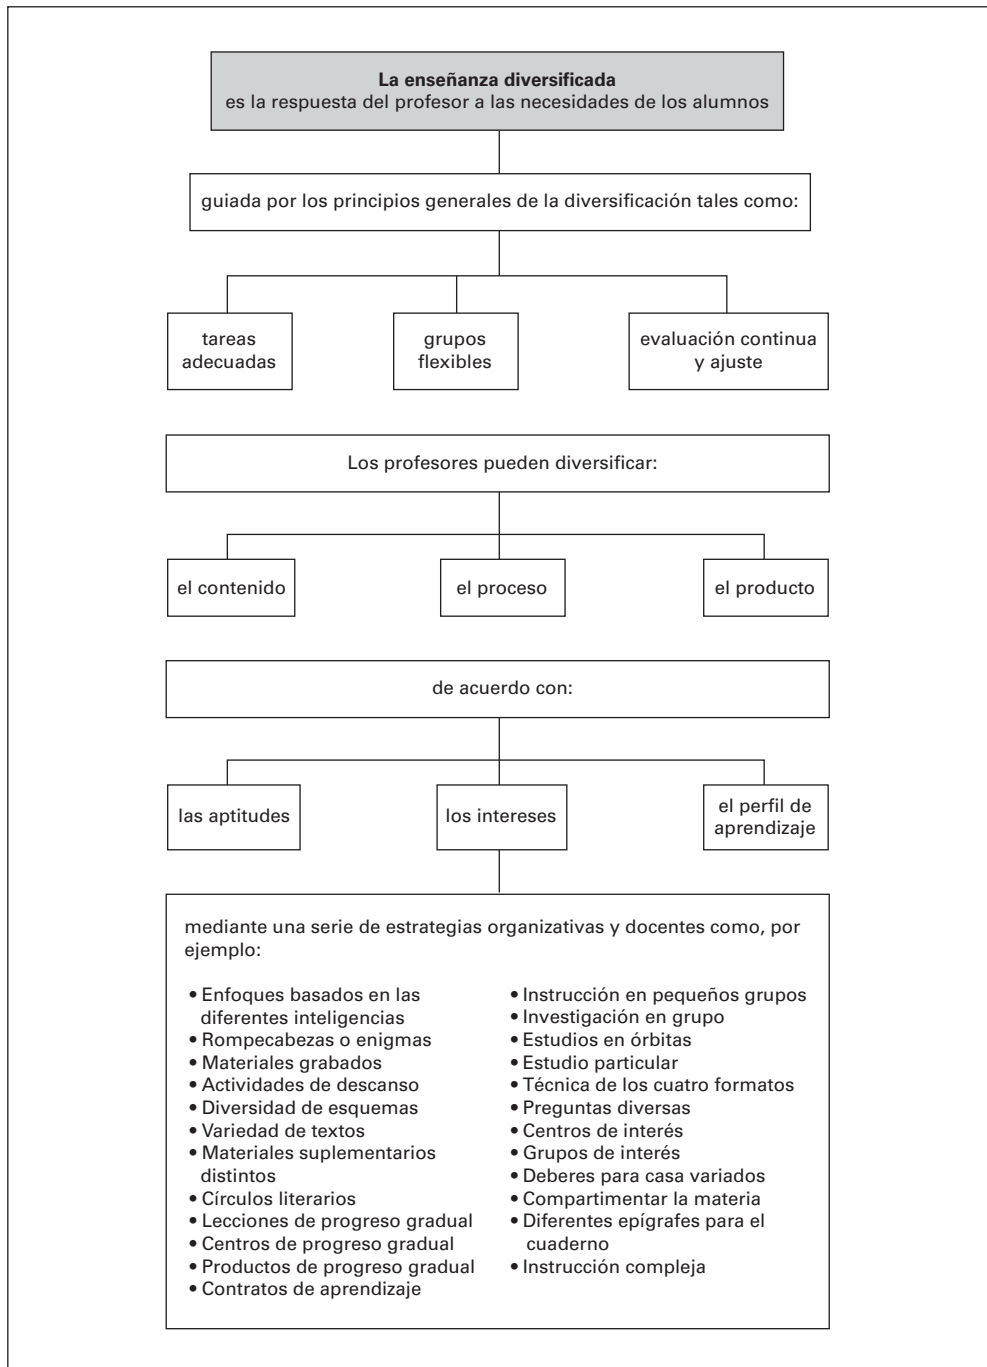 La enseñanza diversificada
es la respuesta del profesor a las necesidades de los alumnos
guiada por los principios generales de la diversificación tales como:
tareas
adecuadas
grupos
flexibles
evaluación continua
y ajuste
Los profesores pueden diversificar:
el contenido
el proceso
el producto
de acuerdo con:
las aptitudes
los intereses
el perfil de
aprendizaje
mediante una serie de estrategias organizativas y docentes como, por
ejemplo:
• Enfoques basados en las
diferentes inteligencias
• Rompecabezas o enigmas
• Materiales grabados
• Actividades de descanso
• Diversidad de esquemas
• Variedad de textos
• Materiales suplementarios
distintos
• Círculos literarios
• Lecciones de progreso gradual
• Centros de progreso gradual
• Productos de progreso gradual
• Contratos de aprendizaje
• Instrucción en pequeños grupos
• Investigación en grupo
• Estudios en órbitas
• Estudio particular
• Técnica de los cuatro formatos
• Preguntas diversas
• Centros de interés
• Grupos de interés
• Deberes para casa variados
• Compartimentar la materia
• Diferentes epígrafes para el
cuaderno
• Instrucción compleja